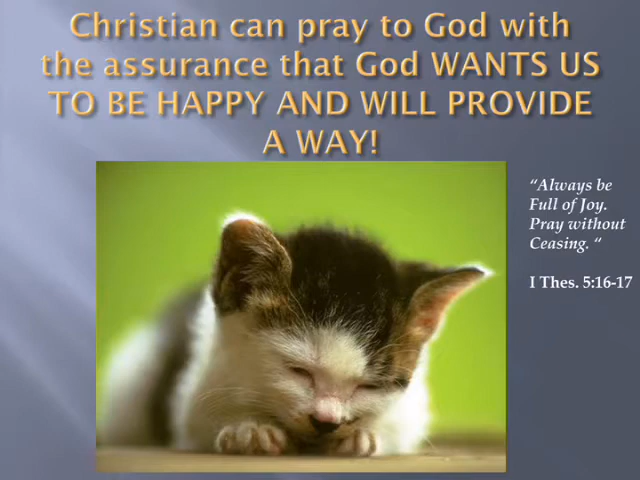 Christian can pray to God with
the assurance that God WANTS US
TO BE HAPPY AND WILL PROVIDE
A WAY!
“Always be
Full of Joy.
Pray without
Ceasing. “
I Thes. 5:16-17